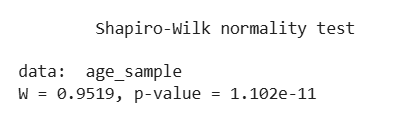 Shapiro-Wilk normality test
data:  age_sample
W = 0.9519, p-value = 1.102e-11